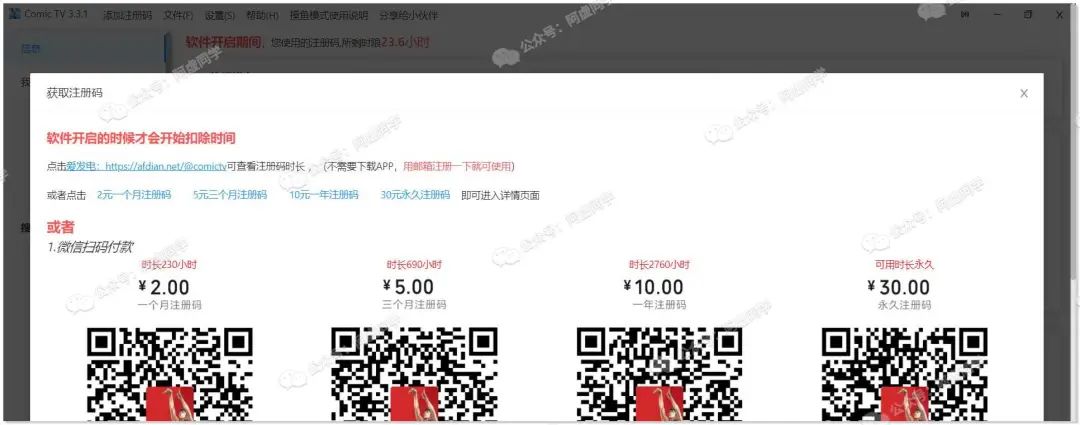 Comic TV 3.3.1 添加注册码 文件(F) 设置(S) 帮助(H) 摸鱼模式使用说明 分享给小伙伴
软件开启期间，您使用的注册码,所剩时艰23.6小时
获取注册码 X
软件开启的时候才会开始扣除时间
点击爱发电：https://afdian.net/@comictv可查看注册码时长 ，（不需要下载APP，用邮箱注册一下就可使用）
或者点击 2元一个月注册码 5元三个月注册码 10元一年注册码 30元永久注册码 即可进入详情页面
或者
1.微信扫码付款
时长230小时 时长690小时 时长2760小时 可用时长永久
¥ 2.00 ¥ 5.00 ¥ 10.00 ¥ 30.00
一个月注册码 三个月注册码 一年注册码 永久注册码
公众号：阿虚同学